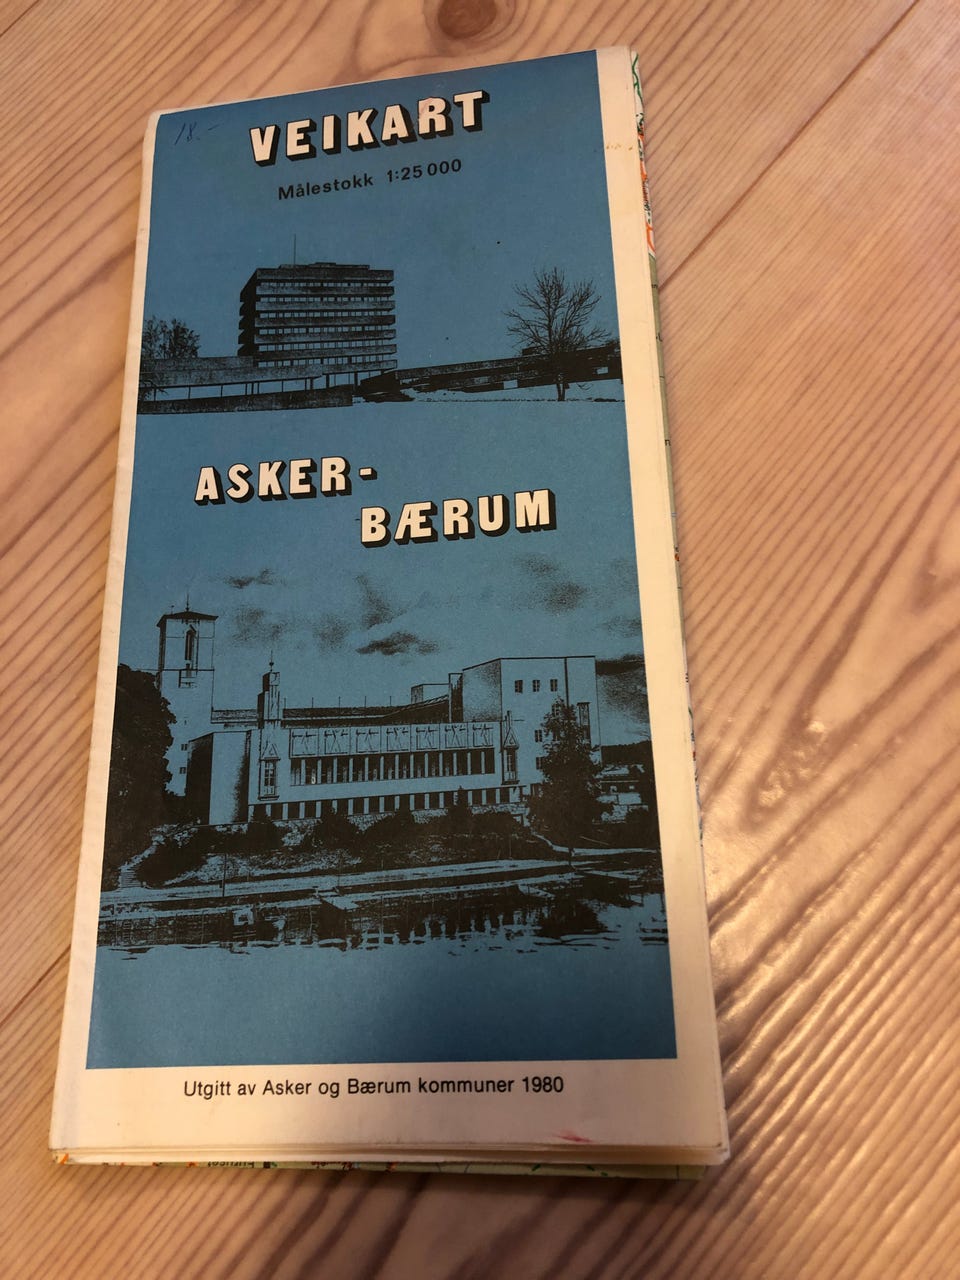 18.-
VEIKART
Målestokk 1:25 000
ASKER-
BÆRUM
Utgitt av Asker og Bærum kommuner 1980